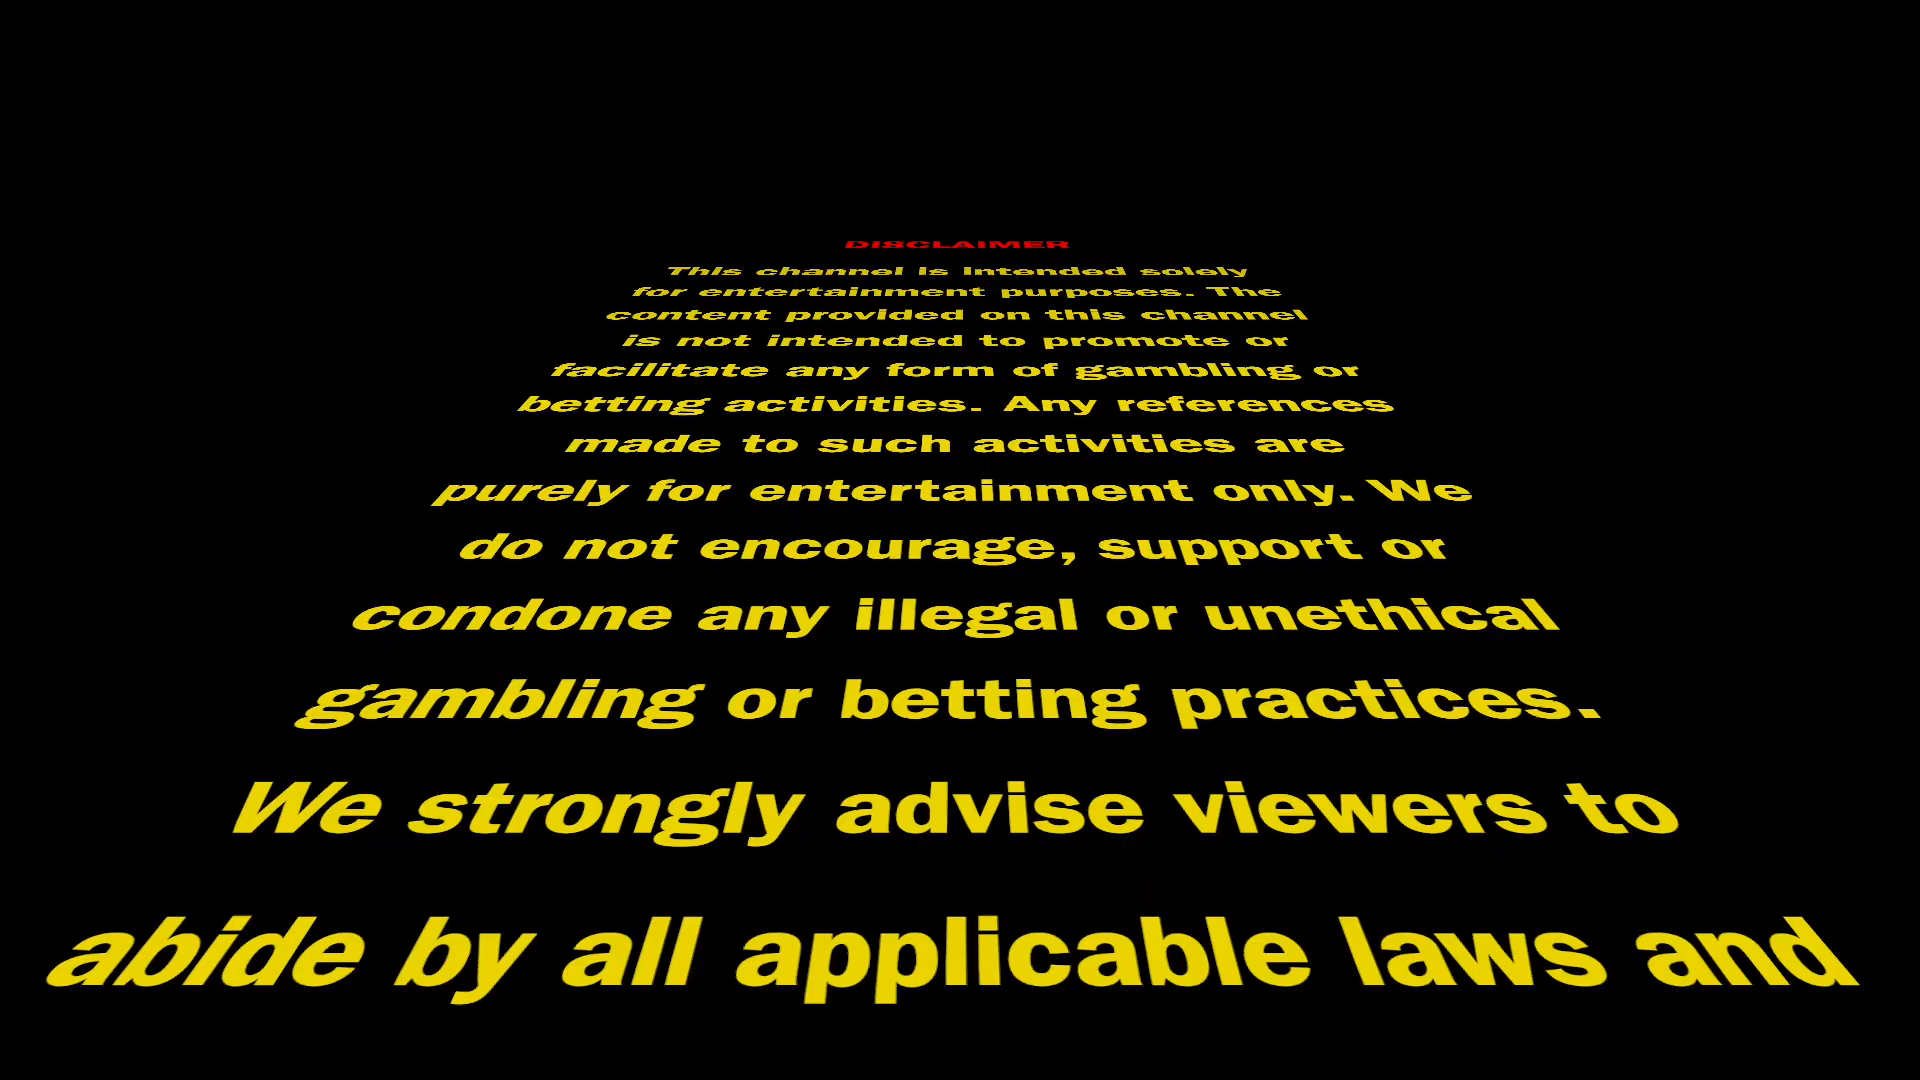 DISCLAIMER
This channel is intended solely
for entertainment purposes. The
content provided on this channel
is not intended to promote or
facilitate any form of gambling or
betting activities. Any references
made to such activities are
purely for entertainment only. We
do not encourage, support or
condone any illegal or unethical
gambling or betting practices.
We strongly advise viewers to
abide by all applicable laws and